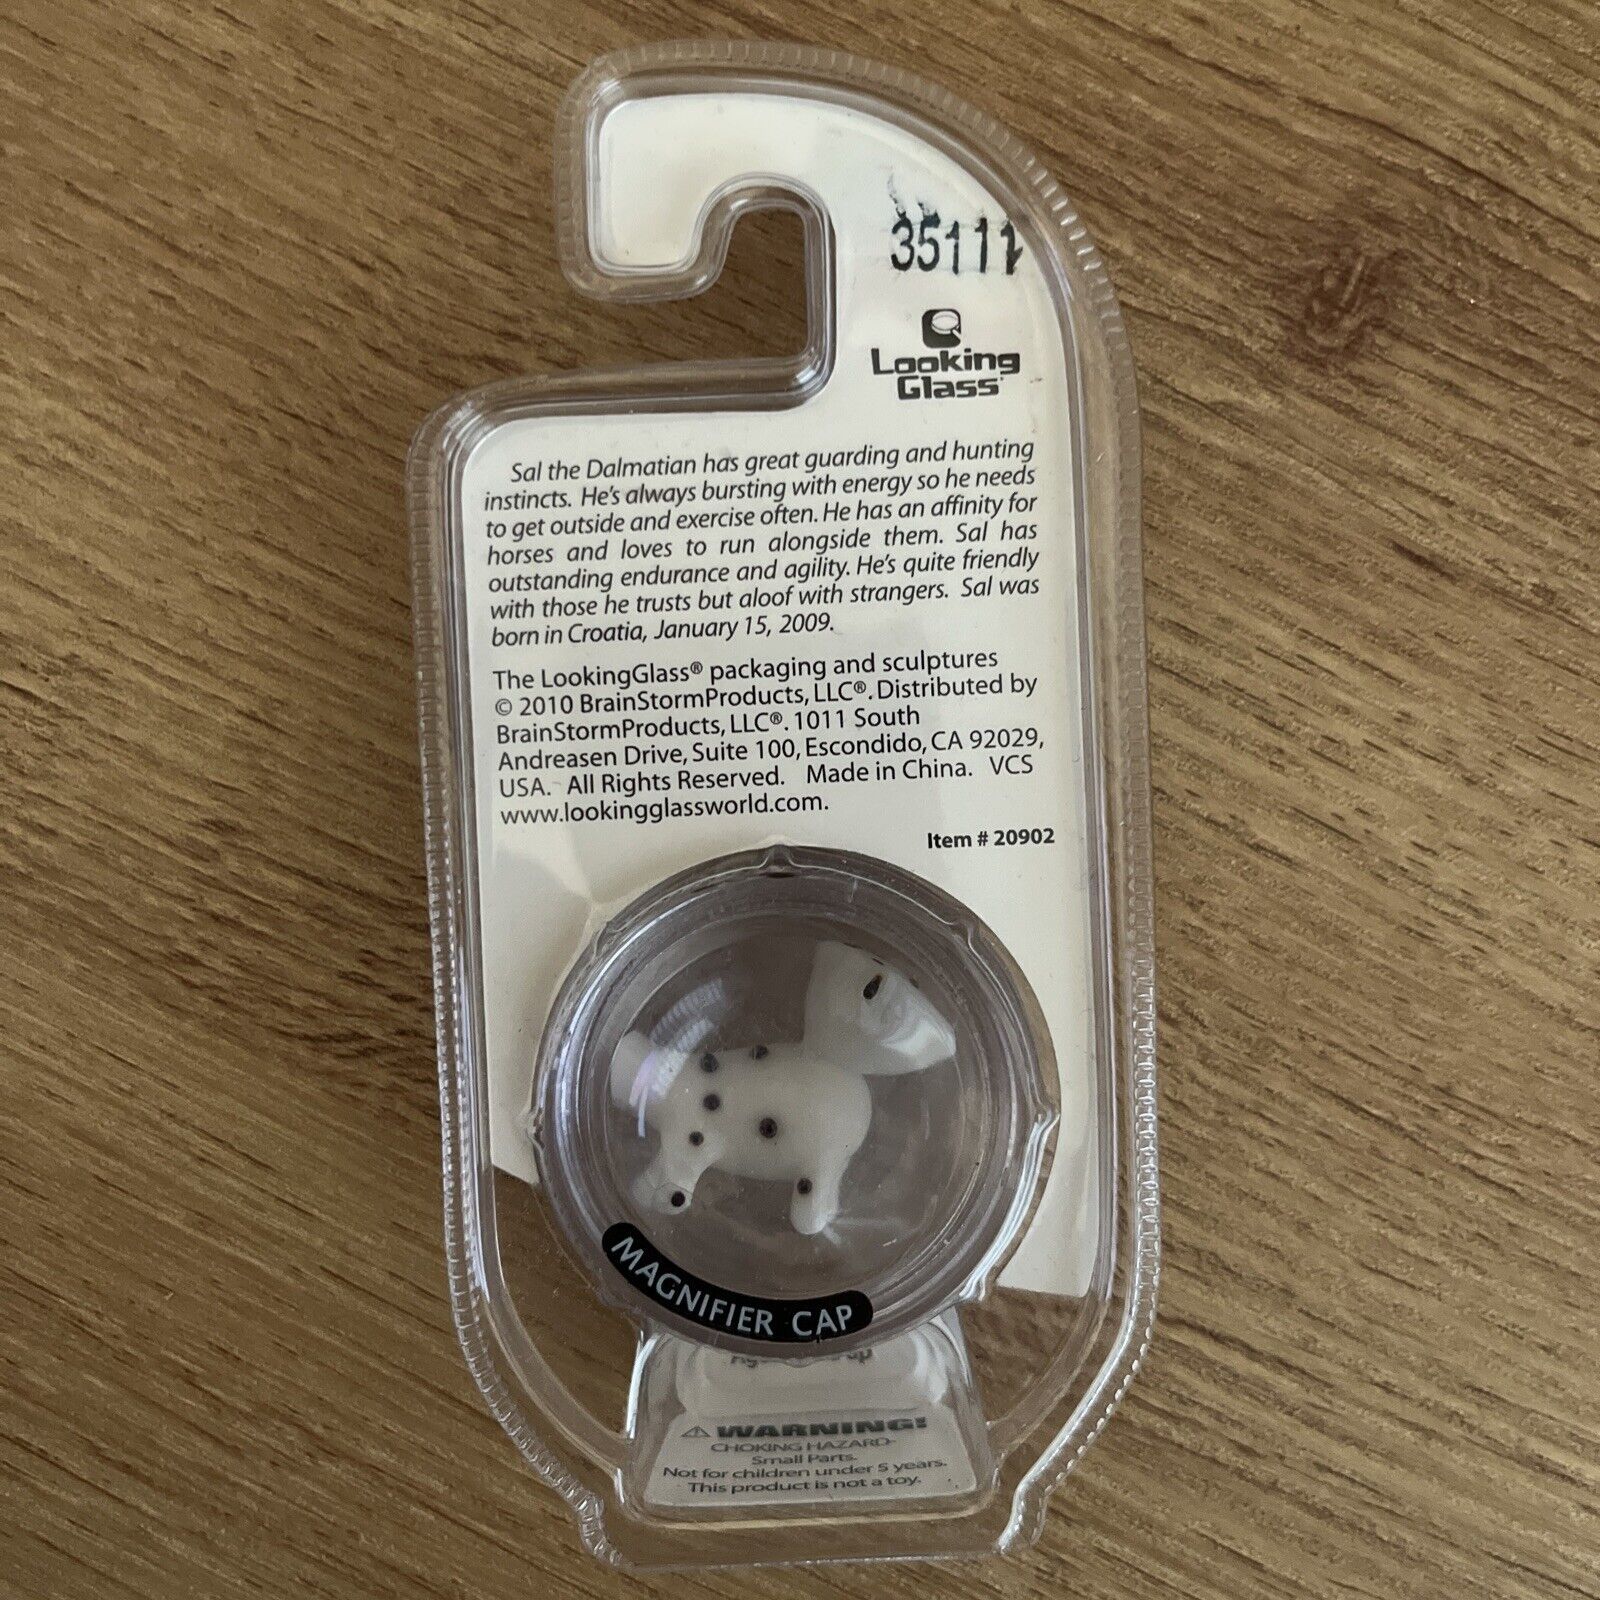 35111
Looking
Glass
Sal the Dalmatian has great guarding and hunting
instincts. He's always bursting with energy so he needs
to get outside and exercise often. He has an affinity for
horses and loves to run alongside them. Sal has
outstanding endurance and agility. He's quite friendly
with those he trusts but aloof with strangers. Sal was
born in Croatia, January 15, 2009.
The LookingGlass® packaging and sculptures
© 2010 BrainStormProducts, LLC®. Distributed by
BrainStormProducts, LLC®. 1011 South
Andreasen Drive, Suite 100, Escondido, CA 92029,
USA. All Rights Reserved. Made in China. VCS
www.lookingglassworld.com.
Item # 20902
MAGNIFIER CAP
⚠ WARNING!
CHOKING HAZARD-
Small Parts.
Not for children under 5 years.
This product is not a toy.